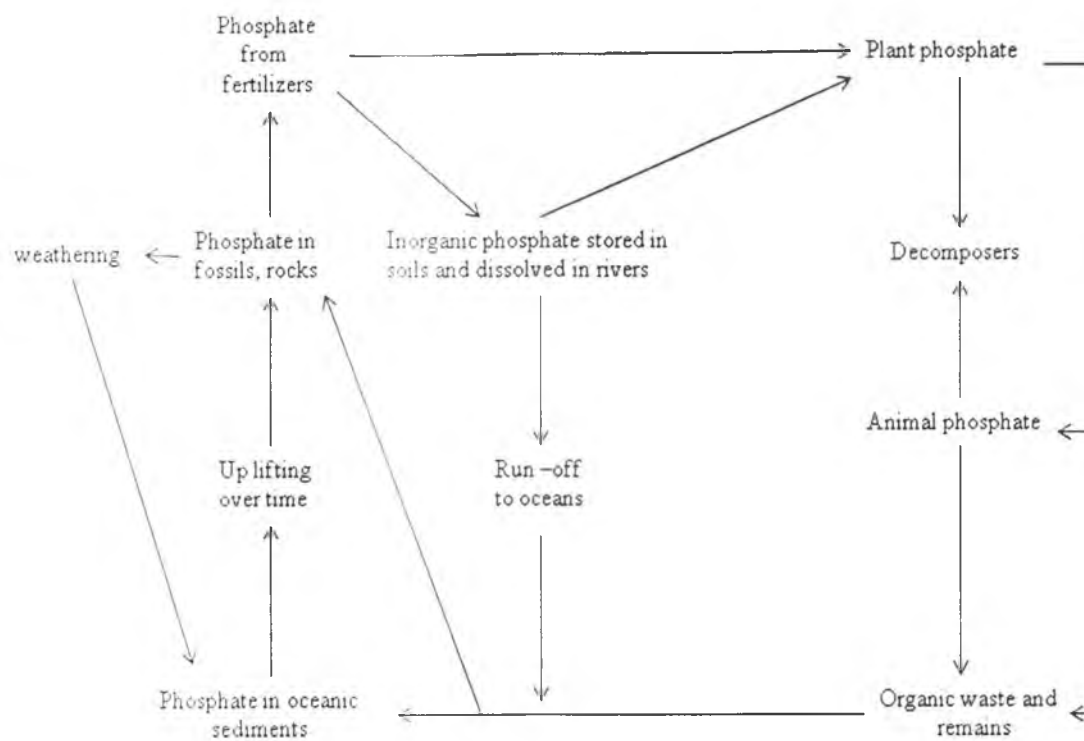 Phosphate
from
fertilizers
Plant phosphate
weathering
Phosphate in
fossils, rocks
Inorganic phosphate stored in
soils and dissolved in rivers
Decomposers
Animal phosphate
Up lifting
over time
Run –off
to oceans
Phosphate in oceanic
sediments
Organic waste and
remains